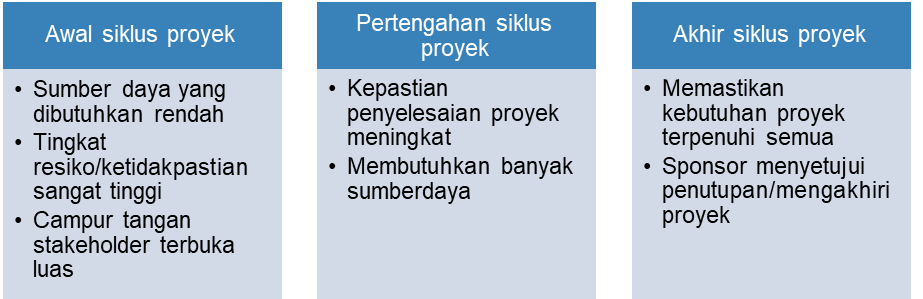 Awal siklus proyek
• Sumber daya yang
dibutuhkan rendah
• Tingkat
resiko/ketidakpastian
sangat tinggi
• Campur tangan
stakeholder terbuka
luas
Pertengahan siklus
proyek
• Kepastian
penyelesaian proyek
meningkat
• Membutuhkan banyak
sumberdaya
Akhir siklus proyek
• Memastikan
kebutuhan proyek
terpenuhi semua
• Sponsor menyetujui
penutupan/mengakhiri
proyek